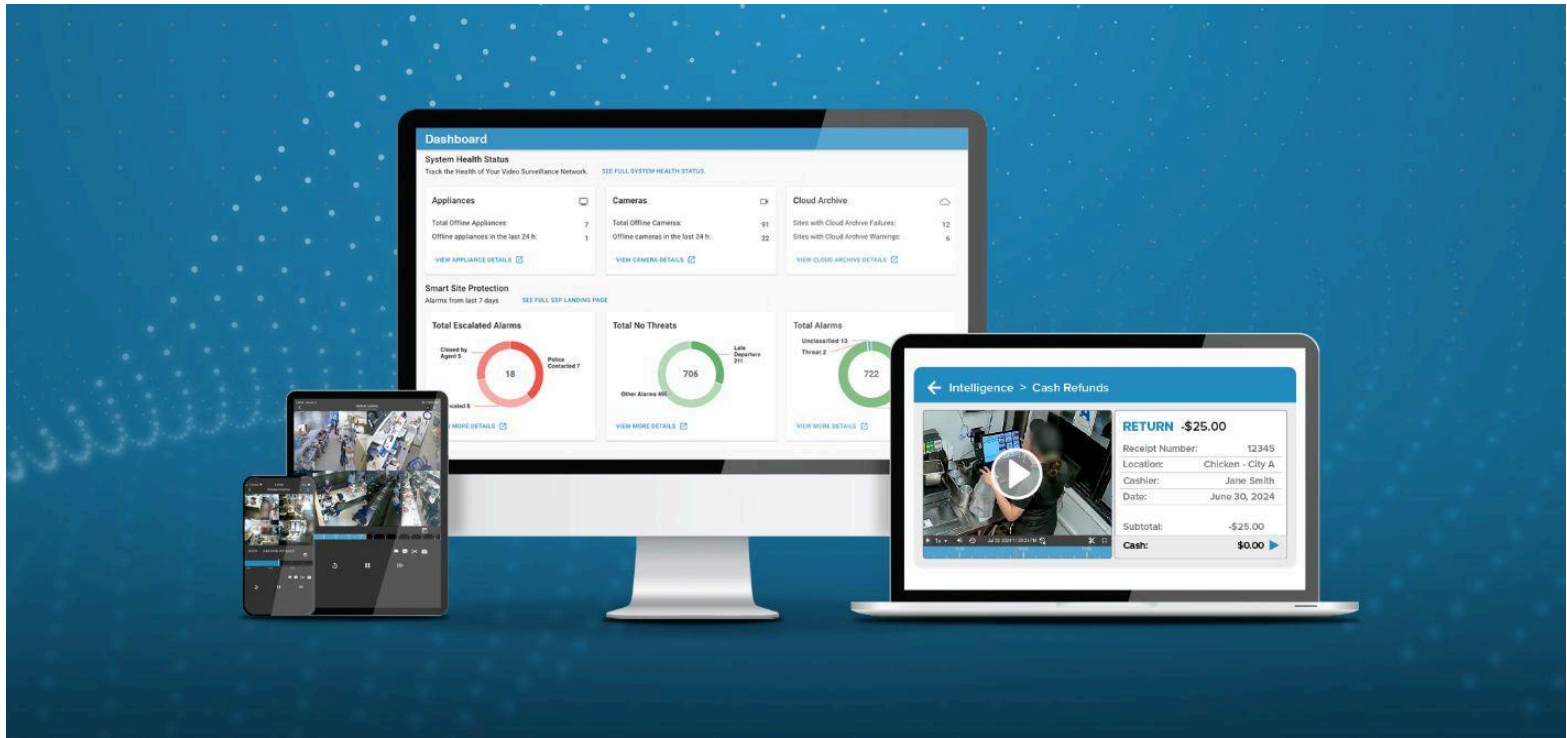 Dashboard
System Health Status
Track the Health of Your Video Surveillance Network. SEE FULL SYSTEM HEALTH STATUS
Appliances
Total Offline Appliances: 7
Offline appliances in the last 24 h: 1
VIEW APPLIANCE DETAILS
Cameras
Total Offline Cameras: 91
Offline cameras in the last 24 h: 22
VIEW CAMERA DETAILS
Cloud Archive
Sites with Cloud Archive Failures: 12
Sites with Cloud Archive Warnings: 6
VIEW CLOUD ARCHIVE DETAILS
Smart Site Protection
Alarms from last 7 days SEE FULL SSP LANDING PAGE
Total Escalated Alarms
Closed by
Agent 5
Police
Contacted 7
18
MORE DETAILS
Total No Threats
Late
Departure
211
706
Other Alarms 495
VIEW MORE DETAILS
Total Alarms
Unclassified 13
Threat 2
722
VIEW MORE DETAILS
Intelligence > Cash Refunds
RETURN -$25.00
Receipt Number: 12345
Location: Chicken - City A
Cashier: Jane Smith
Date: June 30, 2024
Subtotal: -$25.00
Cash: $0.00